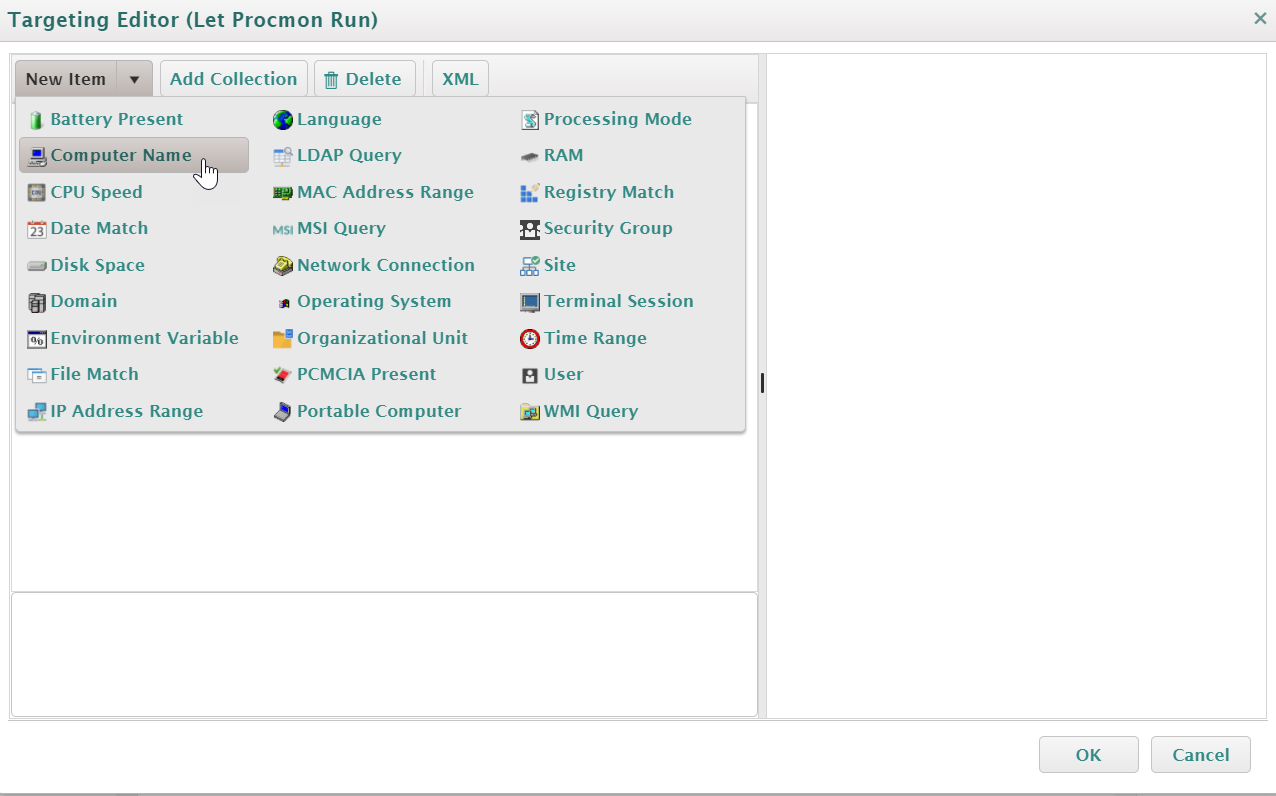 Targeting Editor (Let Procmon Run)
New Item Add Collection Delete XML
Battery Present Language Processing Mode
Computer Name LDAP Query RAM
CPU Speed MAC Address Range Registry Match
23 Date Match MSI MSI Query Security Group
Disk Space Network Connection Site
Domain Operating System Terminal Session
% Environment Variable Organizational Unit Time Range
File Match PCMCIA Present User
IP Address Range Portable Computer WMI Query
OK Cancel